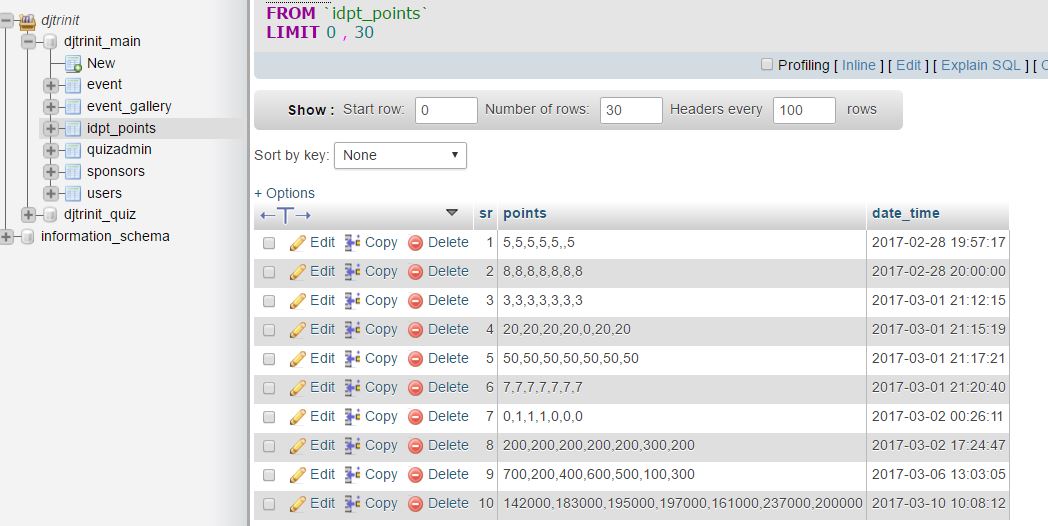 djtrinit
djtrinit_main
New
event
event_gallery
idpt_points
quizadmin
sponsors
users
djtrinit_quiz
information_schema
FROM `idpt_points`
LIMIT 0 , 30
Profiling [ Inline ] [ Edit ] [ Explain SQL ] [
Show : Start row: 0 Number of rows: 30 Headers every 100 rows
Sort by key: None
+ Options
←T→ sr points date_time
Edit Copy Delete 1 5,5,5,5,5,,5 2017-02-28 19:57:17
Edit Copy Delete 2 8,8,8,8,8,8,8 2017-02-28 20:00:00
Edit Copy Delete 3 3,3,3,3,3,3,3 2017-03-01 21:12:15
Edit Copy Delete 4 20,20,20,20,0,20,20 2017-03-01 21:15:19
Edit Copy Delete 5 50,50,50,50,50,50,50 2017-03-01 21:17:21
Edit Copy Delete 6 7,7,7,7,7,7,7 2017-03-01 21:20:40
Edit Copy Delete 7 0,1,1,1,0,0,0 2017-03-02 00:26:11
Edit Copy Delete 8 200,200,200,200,200,300,200 2017-03-02 17:24:47
Edit Copy Delete 9 700,200,400,600,500,100,300 2017-03-06 13:03:05
Edit Copy Delete 10 142000,183000,195000,197000,161000,237000,200000 2017-03-10 10:08:12